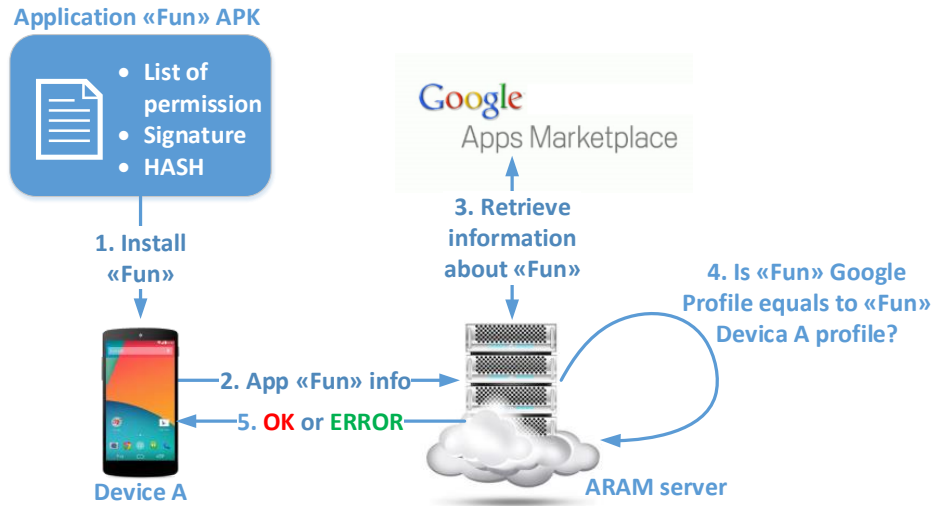 Application «Fun» APK
• List of
permission
• Signature
• HASH
Google
Apps Marketplace
1. Install
«Fun»
3. Retrieve
information
about «Fun»
4. Is «Fun» Google
Profile equals to «Fun»
Devica A profile?
2. App «Fun» info
5. OK or ERROR
Device A
ARAM server